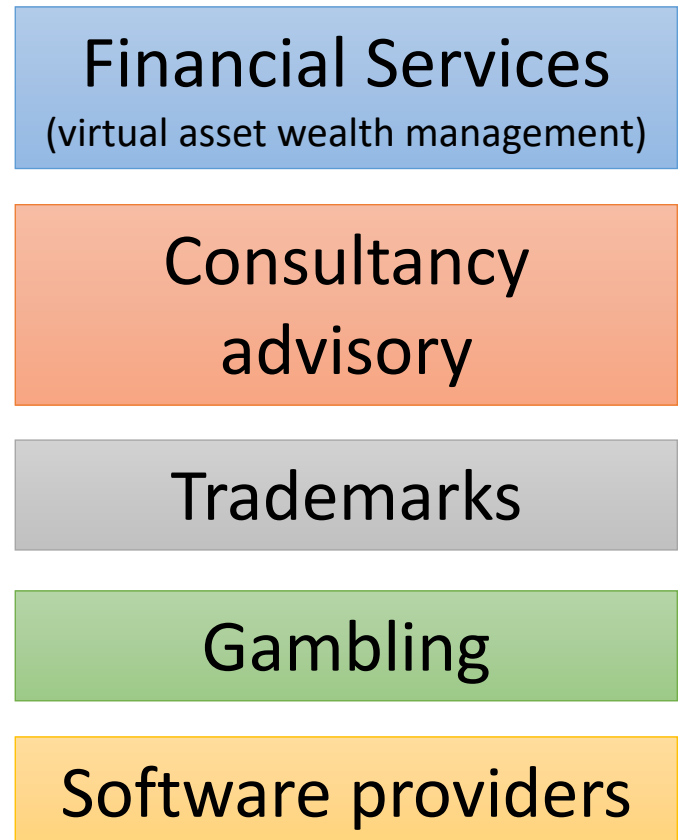 Financial Services
(virtual asset wealth management)
Consultancy
advisory
Trademarks
Gambling
Software providers